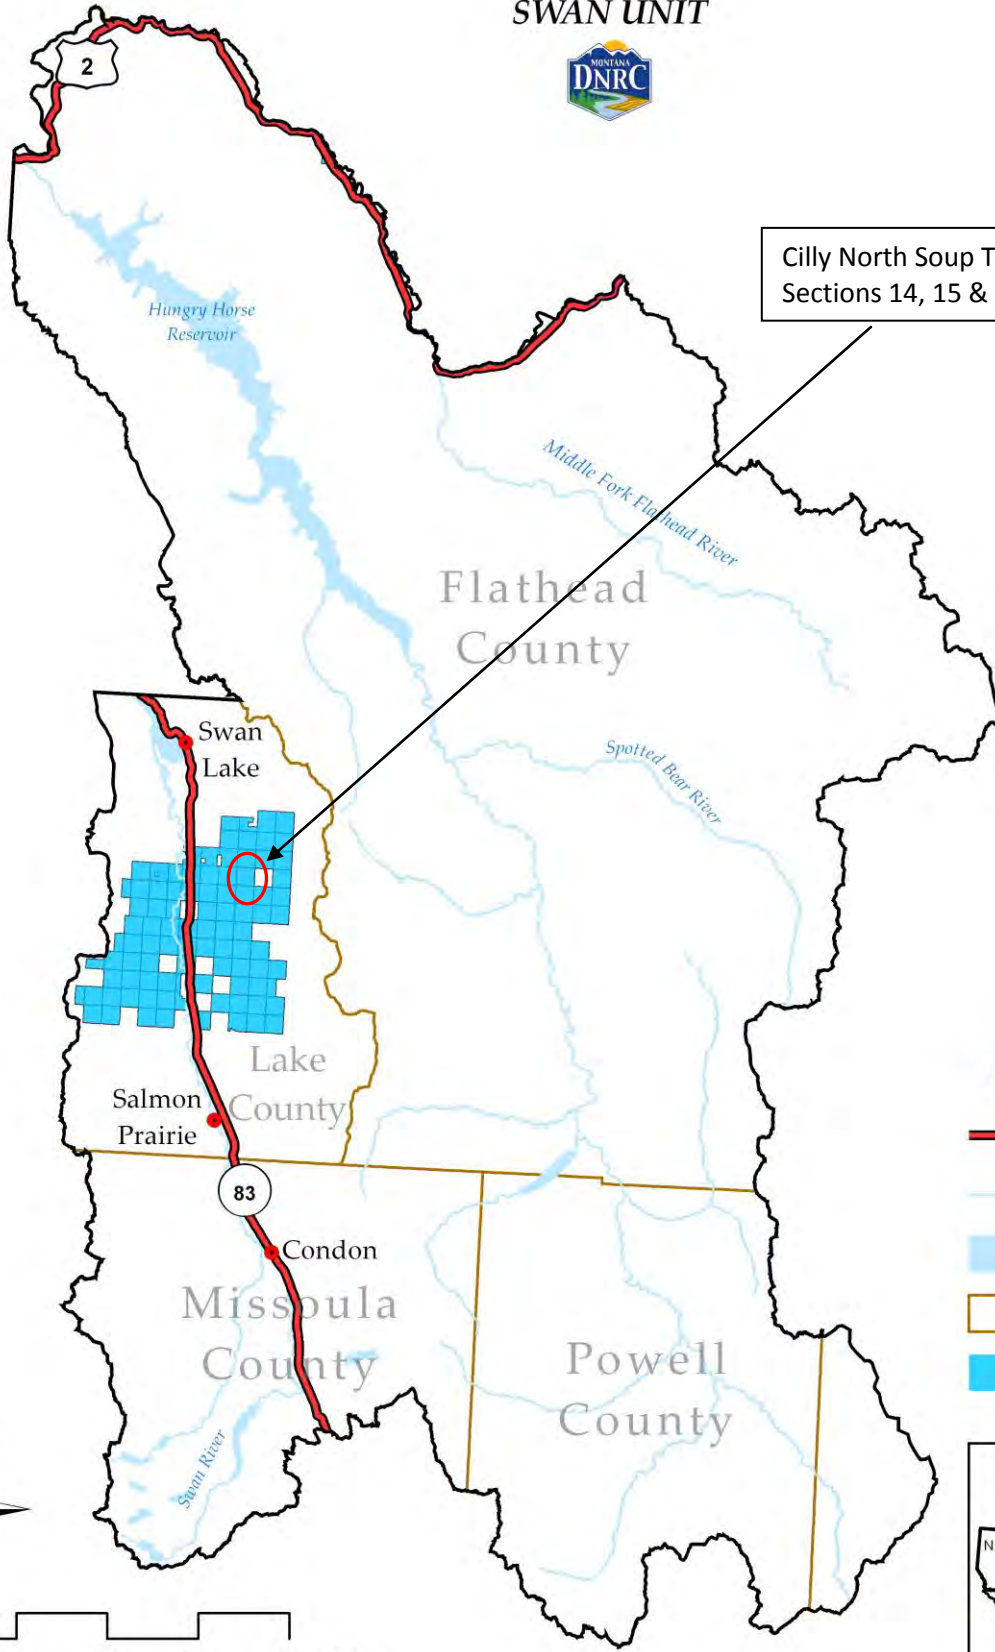 SWAN UNIT
MONTANA
DNRC
2
Cilly North Soup T
Sections 14, 15 &
Hungry Horse
Reservoir
Middle Fork Flathead River
Flathead
County
Swan
Lake
Spotted Bear River
Lake
County
Salmon
Prairie
83
Condon
Missoula
County
Powell
County
Swan River
N